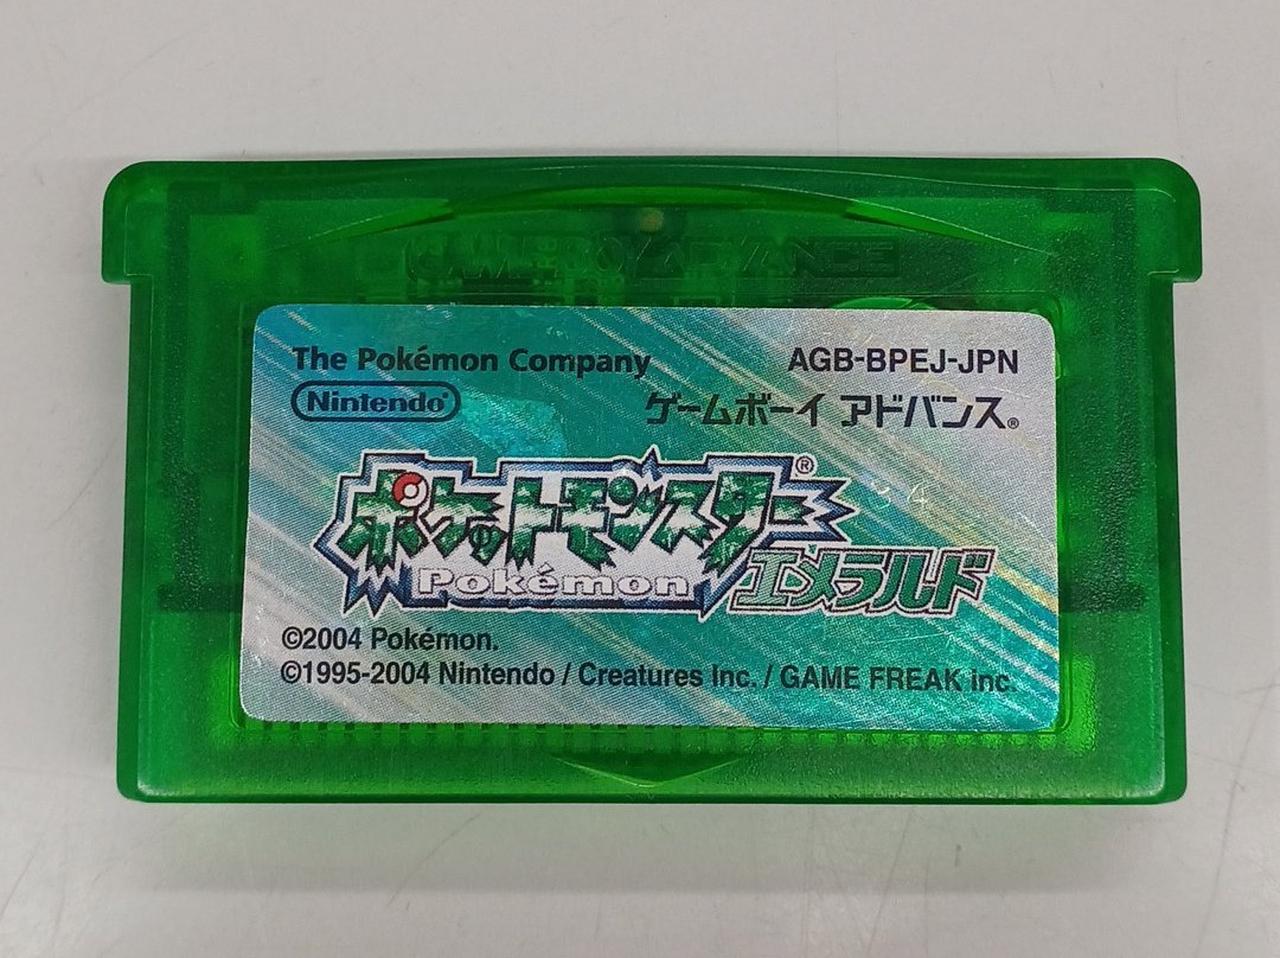 GAME BOY ADVANCE
The Pokémon Company
AGB-BPEJ-JPN
Nintendo®
ゲームボーイ アドバンス®
ポケットモンスター®
Pokémon
エメラルド
©2004 Pokémon.
©1995-2004 Nintendo / Creatures Inc. / GAME FREAK inc.